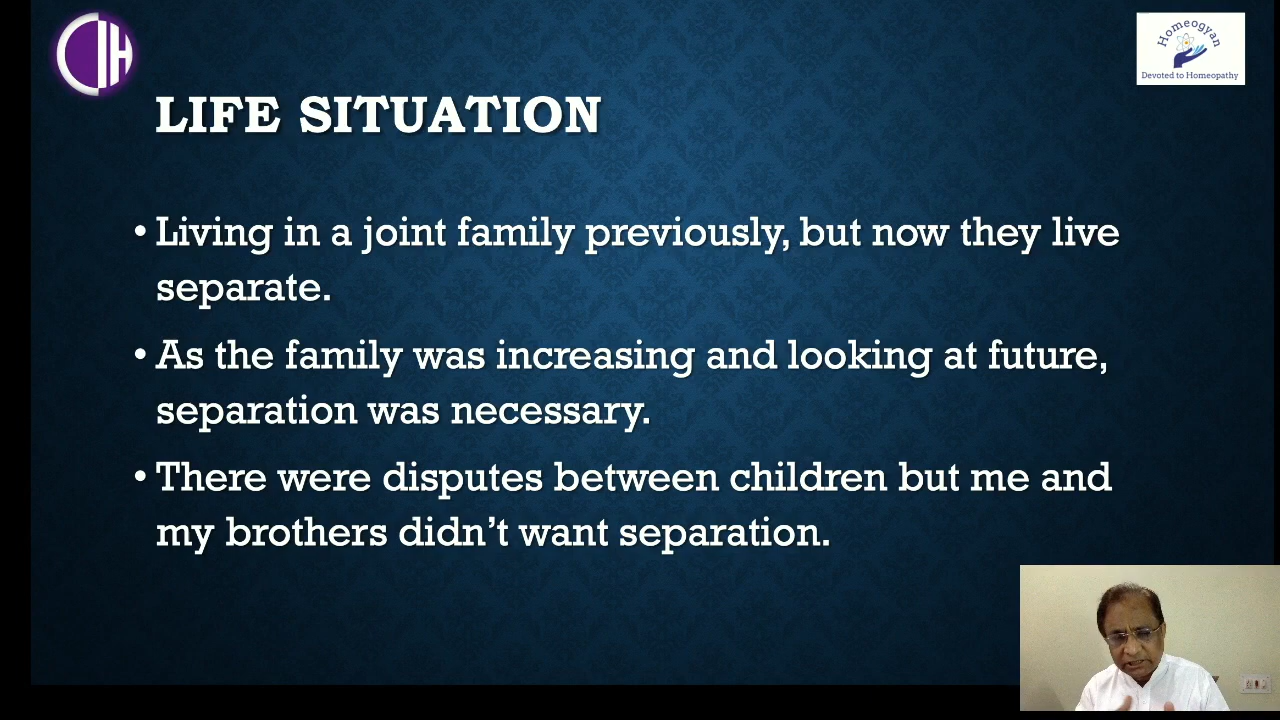 Homeogyan
Devoted to Homeopathy
LIFE SITUATION
• Living in a joint family previously, but now they live
separate.
• As the family was increasing and looking at future,
separation was necessary.
• There were disputes between children but me and
my brothers didn’t want separation.